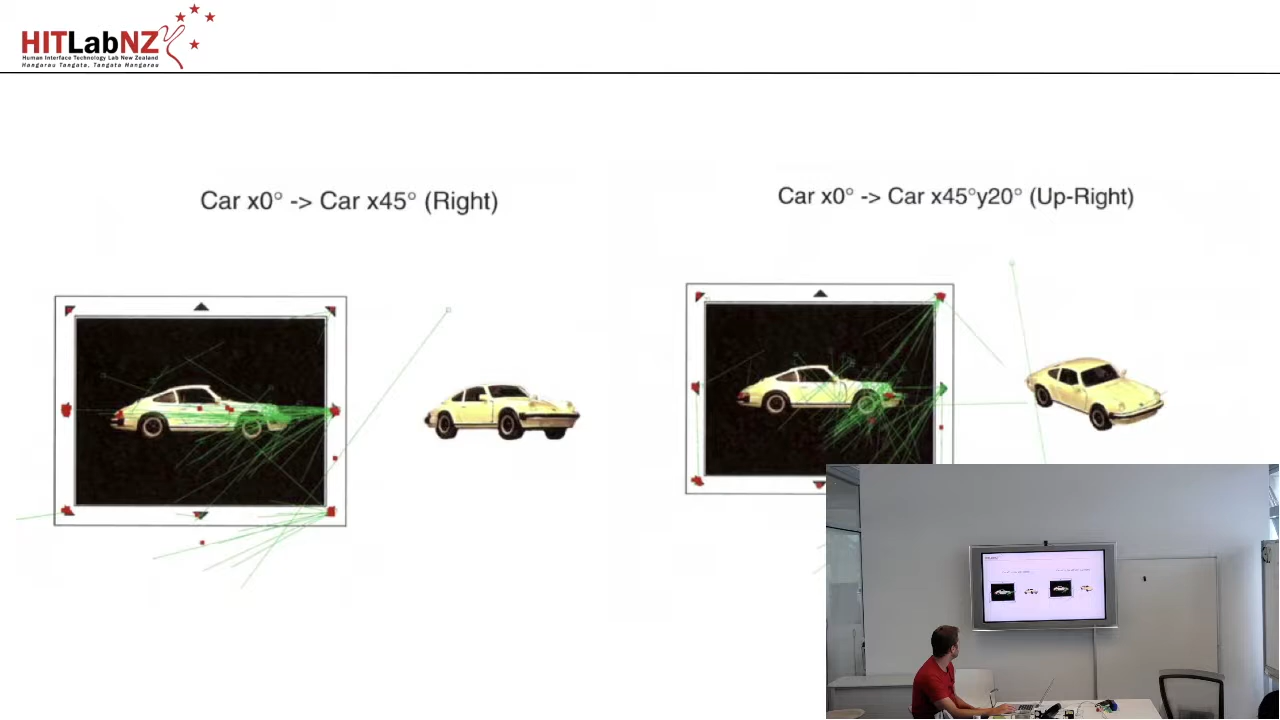 HITLabNZ
Human Interface Technology Lab New Zealand
Hangarau Tangata, Tangata Hangarau
Car x0° -> Car x45° (Right)
Car x0° -> Car x45°y20° (Up-Right)